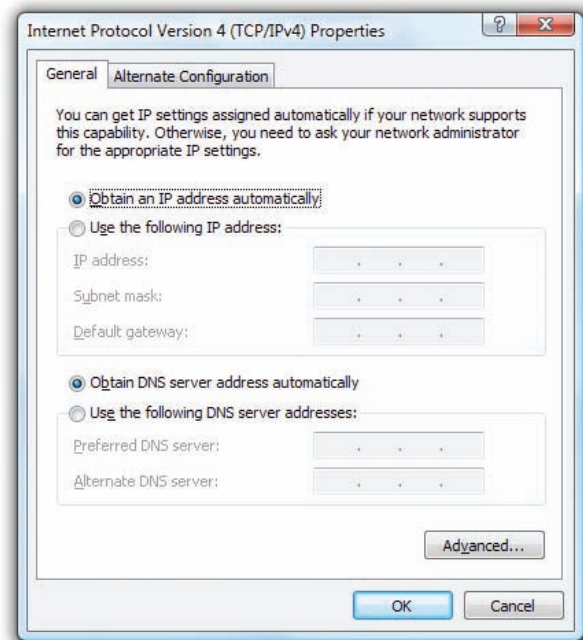 Internet Protocol Version 4 (TCP/IPv4) Properties
?
X
General
Alternate Configuration
You can get IP settings assigned automatically if your network supports
this capability. Otherwise, you need to ask your network administrator
for the appropriate IP settings.
Obtain an IP address automatically
Use the following IP address:
IP address:
Subnet mask:
Default gateway:
Obtain DNS server address automatically
Use the following DNS server addresses:
Preferred DNS server:
Alternate DNS server:
Advanced...
OK
Cancel